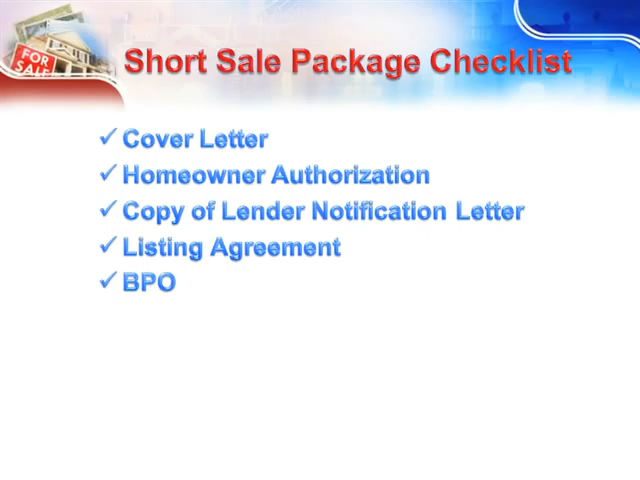 FOR
SALE
Short Sale Package Checklist
✓ Cover Letter
✓ Homeowner Authorization
✓ Copy of Lender Notification Letter
✓ Listing Agreement
✓ BPO